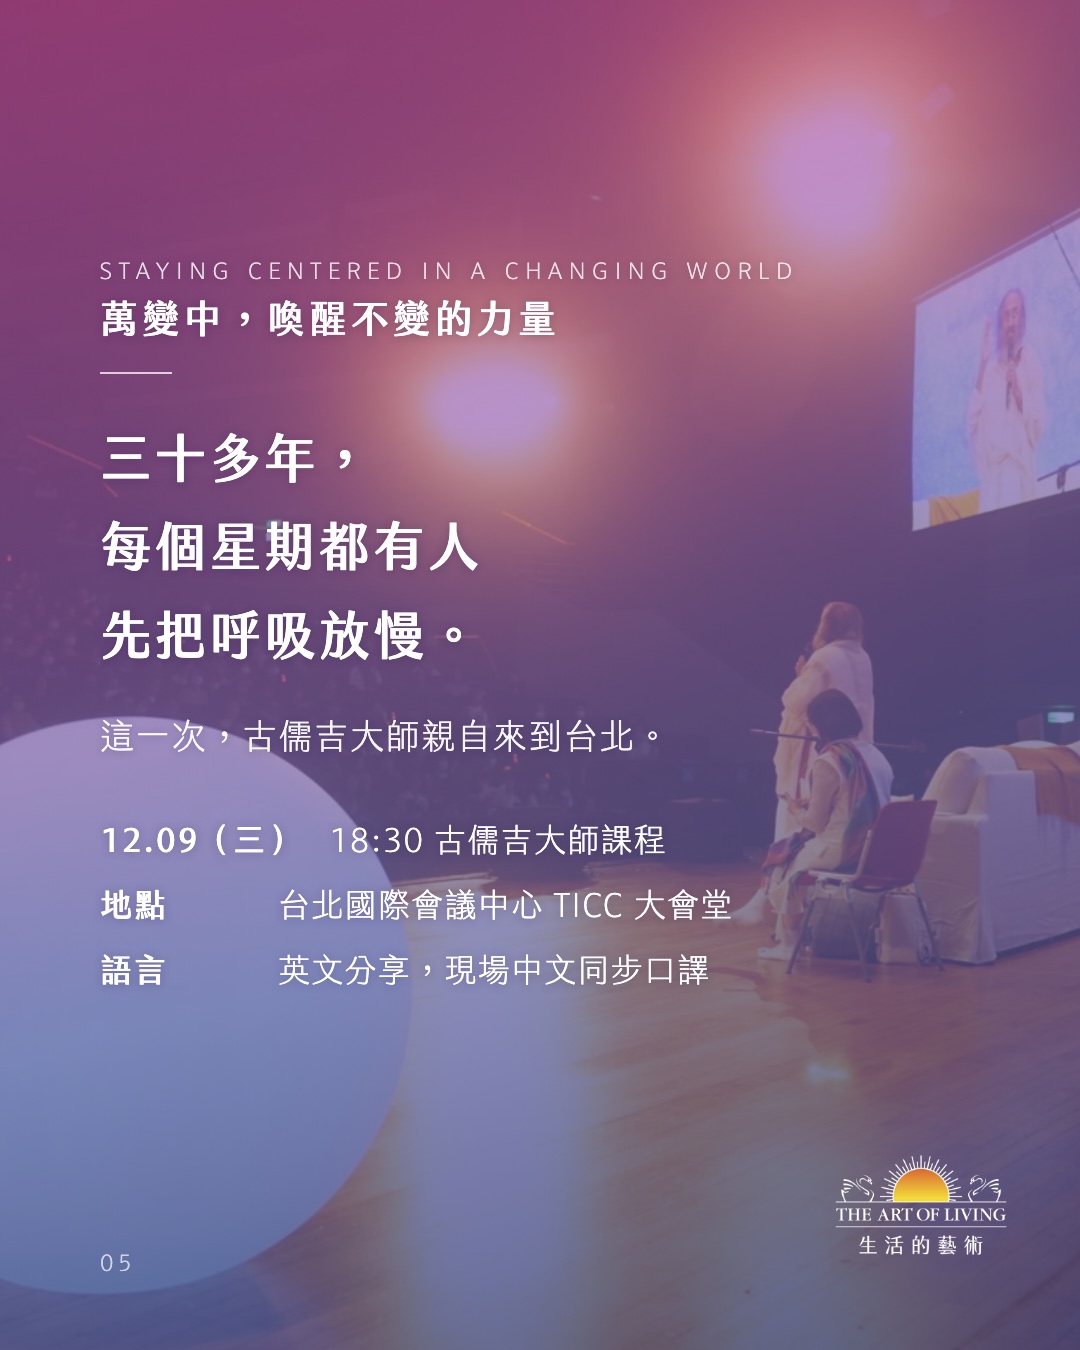 STAYING CENTERED IN A CHANGING WORLD
萬變中，喚醒不變的力量
三十多年，
每個星期都有人
先把呼吸放慢。
這一次，古儒吉大師親自來到台北。
12.09（三） 18:30 古儒吉大師課程
地點 台北國際會議中心 TICC 大會堂
語言 英文分享，現場中文同步口譯
THE ART OF LIVING
生活的藝術
05